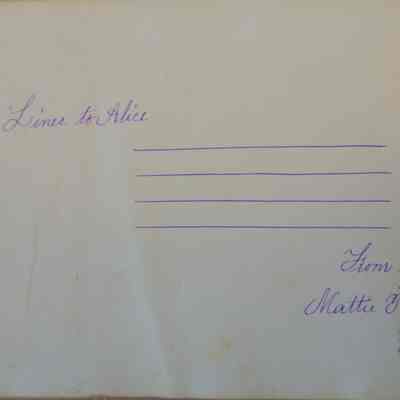 Lines to Alice
From
Mattie